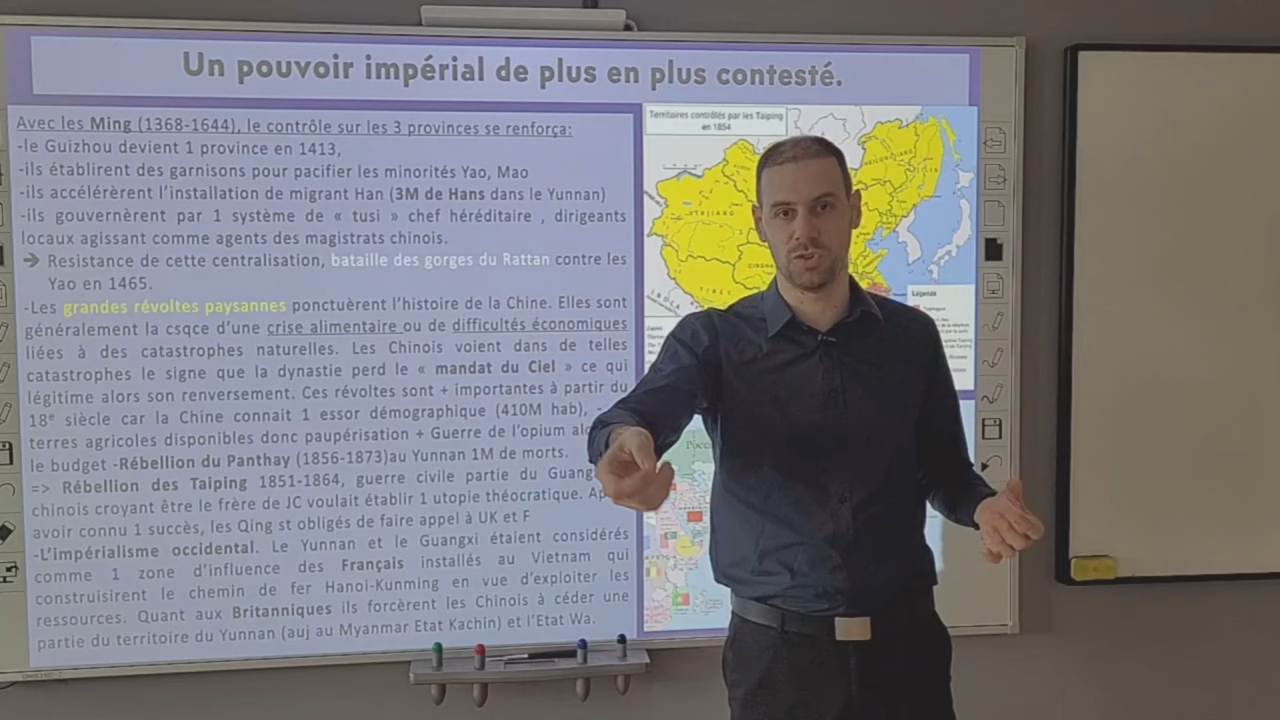 Un pouvoir impérial de plus en plus contesté.
Avec les Ming (1368-1644), le contrôle sur les 3 provinces se renforça:
-le Guizhou devient 1 province en 1413,
-ils établirent des garnisons pour pacifier les minorités Yao, Mao
-ils accélérèrent l'installation de migrant Han (3M de Hans dans le Yunnan)
-ils gouvernèrent par 1 système de « tusi » chef héréditaire , dirigeants
locaux agissant comme agents des magistrats chinois.
➔ Resistance de cette centralisation, bataille des gorges du Rattan contre les
Yao en 1465.
-Les grandes révoltes paysannes ponctuèrent l'histoire de la Chine. Elles sont
généralement la csqce d'une crise alimentaire ou de difficultés économiques
liées à des catastrophes naturelles. Les Chinois voient dans de telles
catastrophes le signe que la dynastie perd le « mandat du Ciel » ce qui
légitime alors son renversement. Ces révoltes sont + importantes à partir du
18e siècle car la Chine connait 1 essor démographique (410M hab), -
terres agricoles disponibles donc paupérisation + Guerre de l'opium
le budget -Rébellion du Panthay (1856-1873)au Yunnan 1M de morts.
=> Rébellion des Taiping 1851-1864, guerre civile partie du
chinois croyant être le frère de JC voulait établir 1 utopie théocratique.
avoir connu 1 succès, les Qing st obligés de faire appel à UK et F
-L'impérialisme occidental. Le Yunnan et le Guangxi étaient considérés
comme 1 zone d'influence des Français installés au Vietnam qui
construisirent le chemin de fer Hanoi-Kunming en vue d'exploiter les
ressources. Quant aux Britanniques ils forcèrent les Chinois à céder une
partie du territoire du Yunnan (auj au Myanmar Etat Kachin) et l'Etat Wa.
Territoires contrôlés par les Taiping
en 1854
HEILONGJIANG
XINJIANG
TIBET
Légende